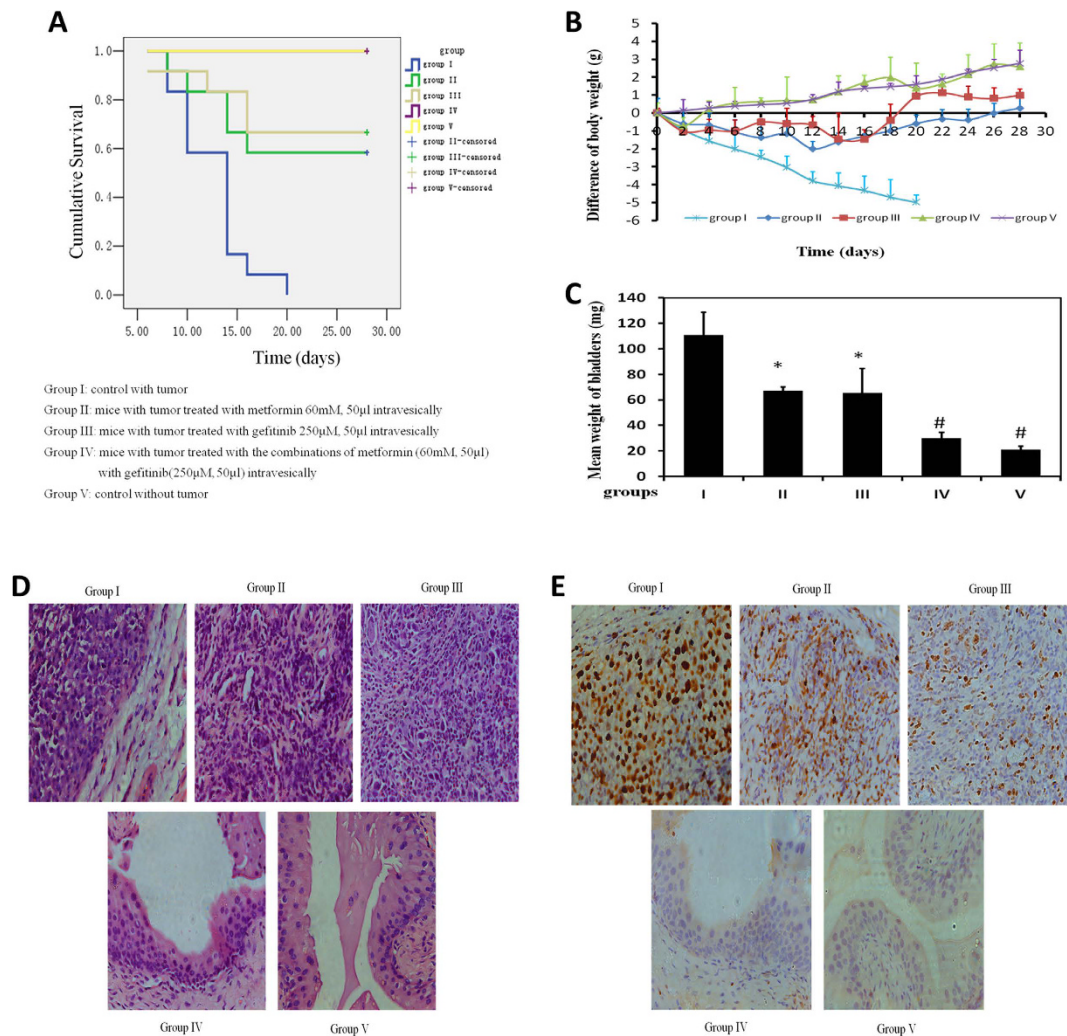 A
1.0
0.8
0.6
0.4
0.2
0.0
Cumulative Survival
5.00 10.00 15.00 20.00 25.00 30.00
Time (days)
group
group I
group II
group III
group IV
group V
group II-censored
group III-censored
group IV-censored
group V-censored
Group I: control with tumor
Group II: mice with tumor treated with metformin 60mM, 50μl intravesically
Group III: mice with tumor treated with gefitinib 250μM, 50μl intravesically
Group IV: mice with tumor treated with the combinations of metformin (60mM, 50μl)
with gefitinib(250μM, 50μl) intravesically
Group V: control without tumor
B
Difference of body weight (g)
5
4
3
2
1
0
-1
-2
-3
-4
-5
-6
0 2 4 6 8 10 12 14 16 18 20 22 24 26 28 30
group I group II group III group IV group V
Time (days)
C
Mean weight of bladders (mg)
140
120
100
80
60
40
20
0
* * # #
groups I II III IV V
D
Group I Group II Group III
Group IV Group V
E
Group I Group II Group III
Group IV Group V